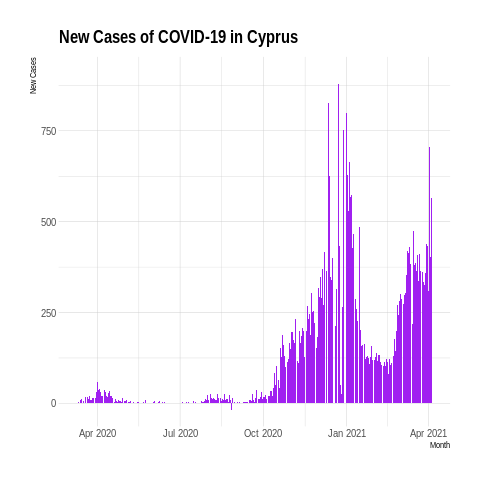 New Cases of COVID-19 in Cyprus
New Cases
750
500
250
0
Apr 2020 Jul 2020 Oct 2020 Jan 2021 Apr 2021
Month